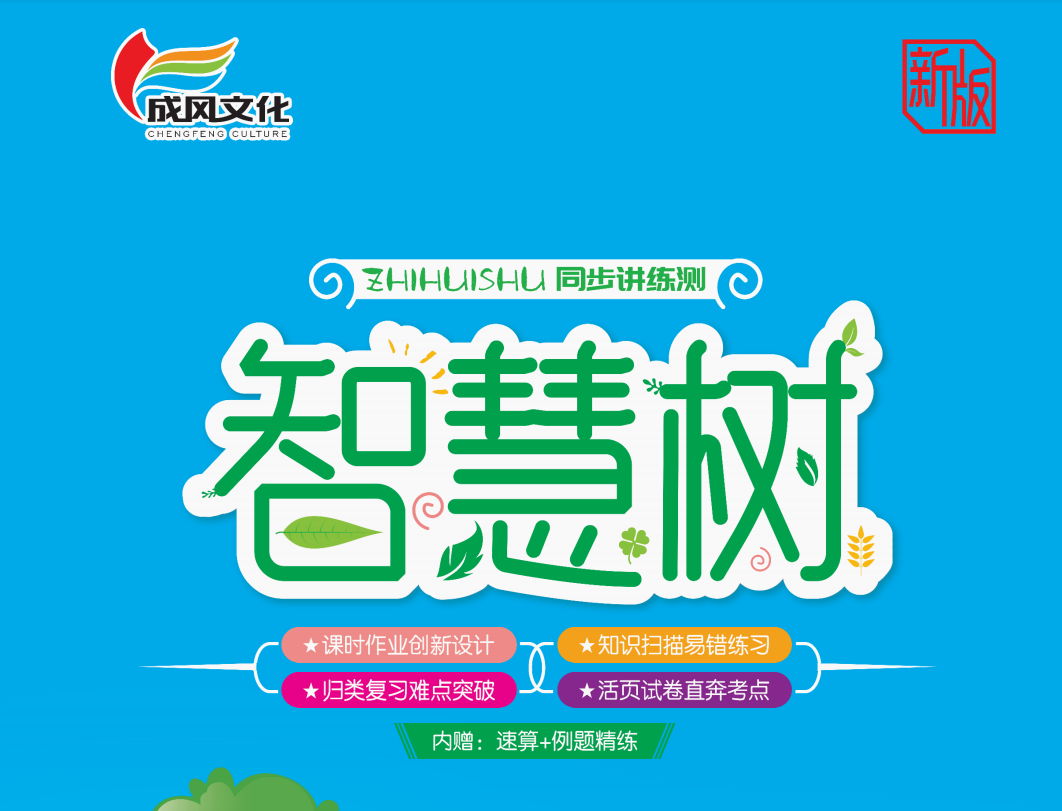 成风文化
CHENGFENG CULTURE
新版
ZHIHUISHU 同步讲练测
智慧树
★课时作业创新设计
★知识扫描易错练习
★归类复习难点突破
★活页试卷直奔考点
内赠：速算+例题精练